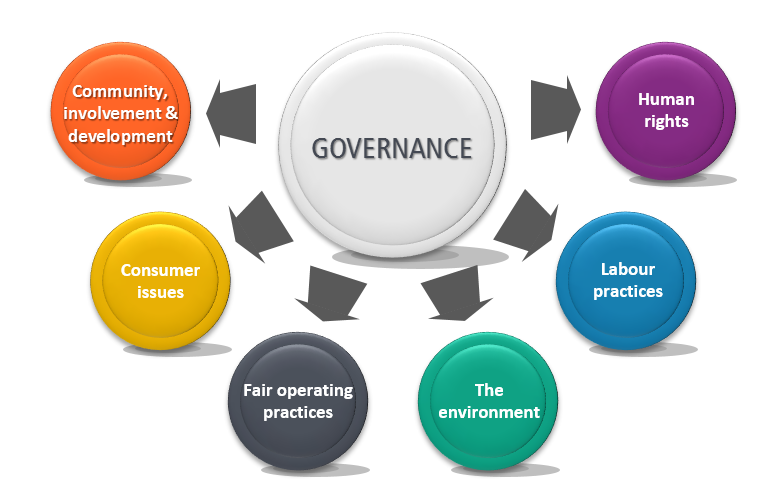 GOVERNANCE
Community,
involvement &
development
Human
rights
Consumer
issues
Labour
practices
Fair operating
practices
The
environment